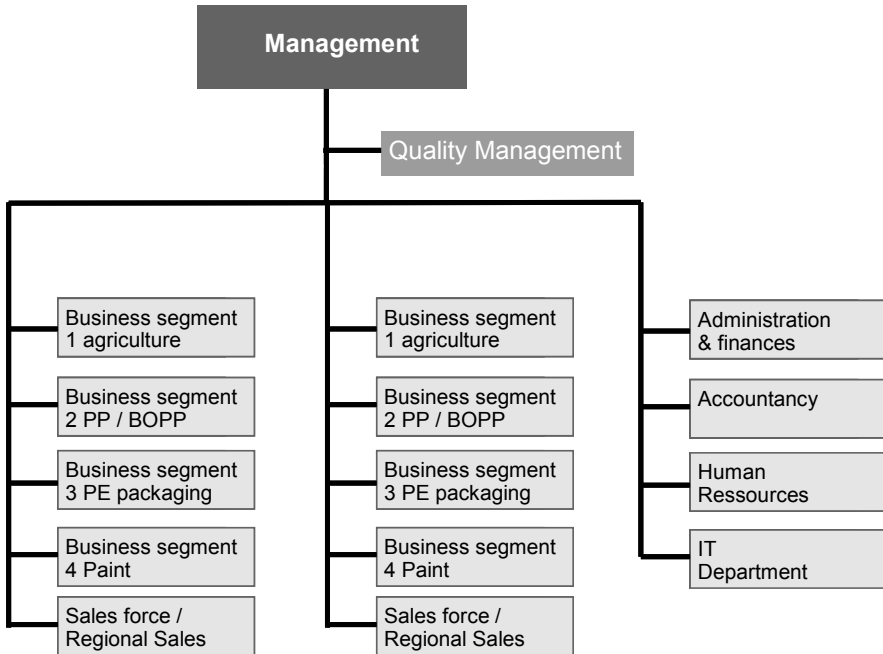 Management
Quality Management
Business segment
1 agriculture
Business segment
2 PP / BOPP
Business segment
3 PE packaging
Business segment
4 Paint
Sales force /
Regional Sales
Business segment
1 agriculture
Business segment
2 PP / BOPP
Business segment
3 PE packaging
Business segment
4 Paint
Sales force /
Regional Sales
Administration
& finances
Accountancy
Human
Ressources
IT
Department